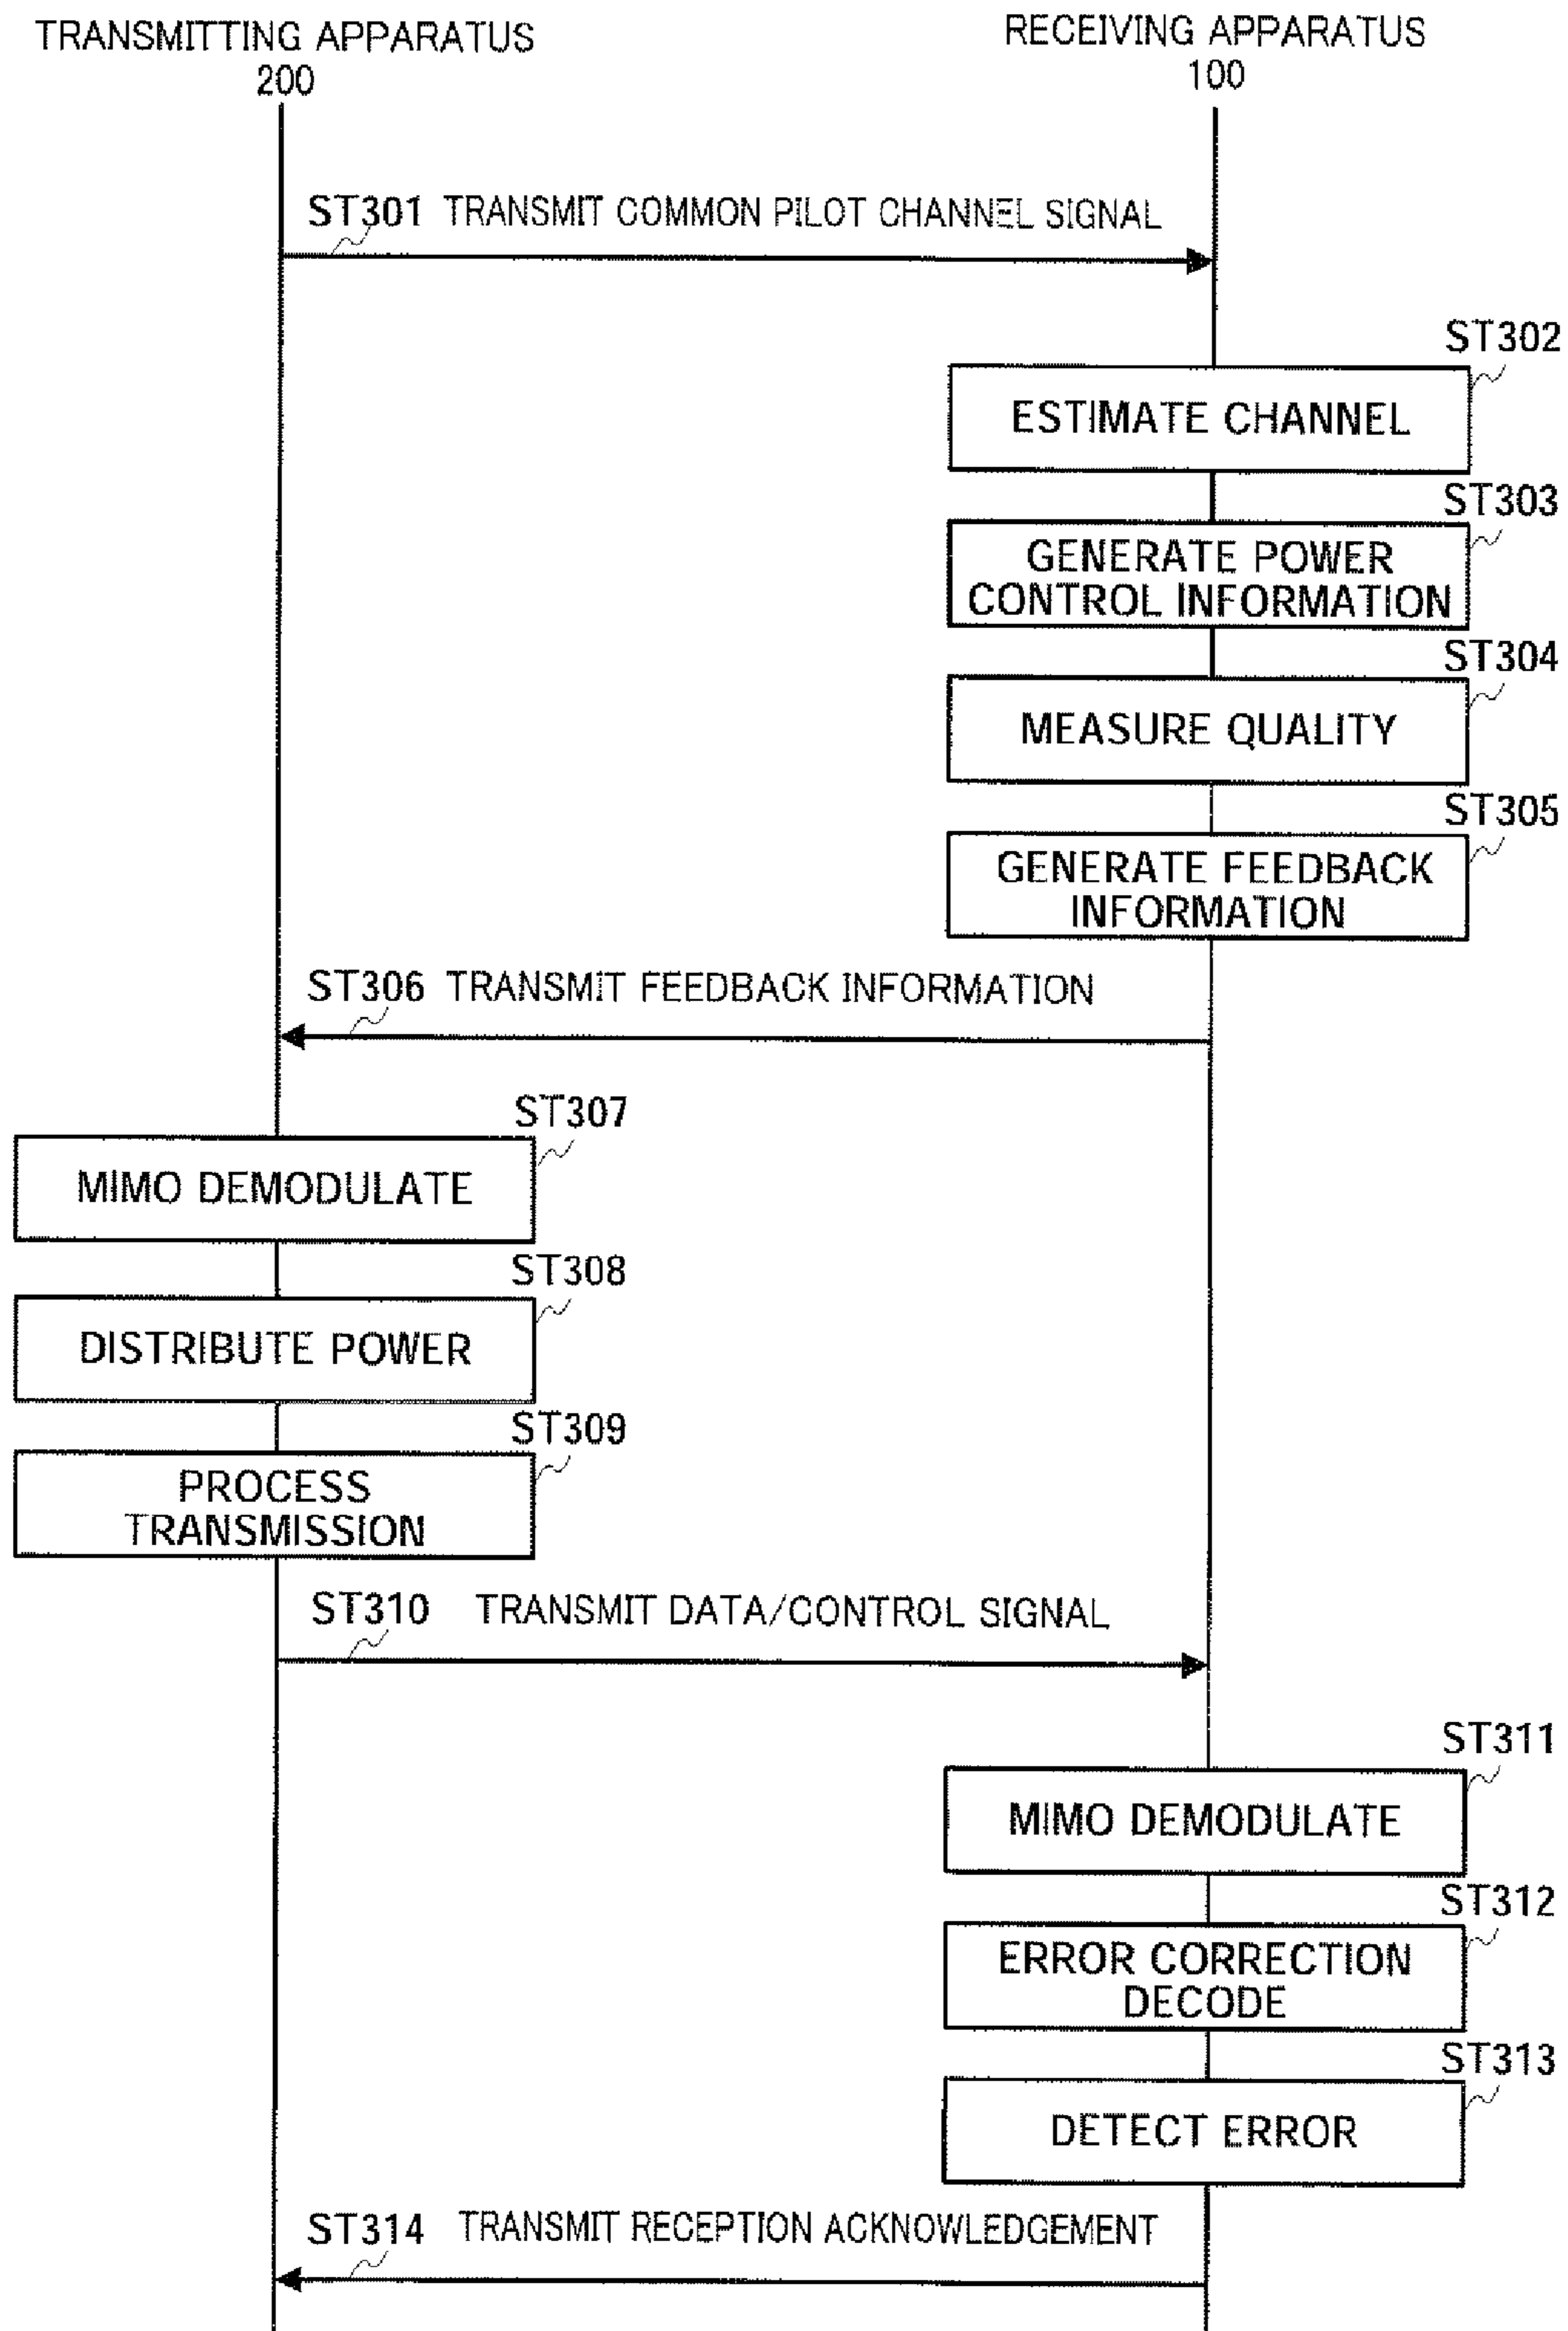 TRANSMITTING APPARATUS
200
RECEIVING APPARATUS
100
ST301 TRANSMIT COMMON PILOT CHANNEL SIGNAL
ST302
ESTIMATE CHANNEL
ST303
GENERATE POWER
CONTROL INFORMATION
ST304
MEASURE QUALITY
ST305
GENERATE FEEDBACK
INFORMATION
ST306 TRANSMIT FEEDBACK INFORMATION
ST307
MIMO DEMODULATE
ST308
DISTRIBUTE POWER
ST309
PROCESS
TRANSMISSION
ST310 TRANSMIT DATA/CONTROL SIGNAL
ST311
MIMO DEMODULATE
ST312
ERROR CORRECTION
DECODE
ST313
DETECT ERROR
ST314 TRANSMIT RECEPTION ACKNOWLEDGEMENT